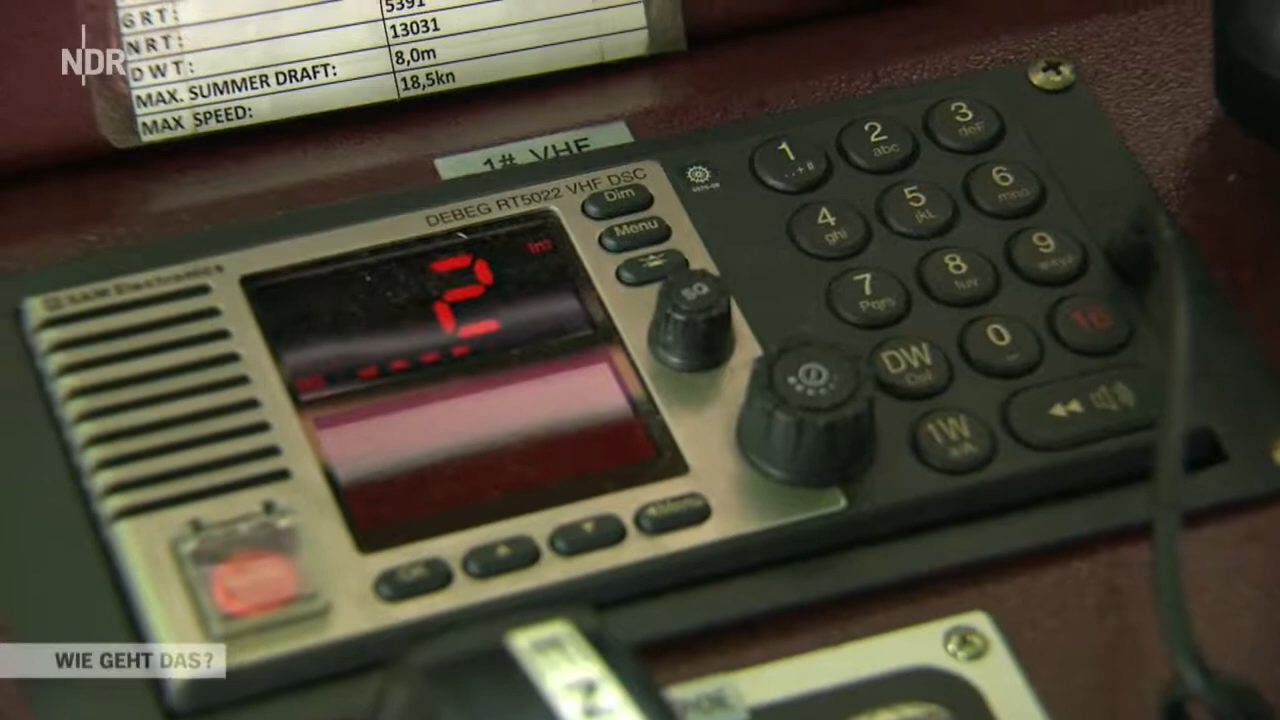 GRT: 5391
NRT: 13031
DWT: 8,0m
MAX. SUMMER DRAFT: 18,5kn
MAX SPEED:
NDR
1# VHF
DEBEG RT5022 VHF DSC
Dim
Menu
SQ
2
Int
1
2 abc
3 def
4 ghi
5 jkl
6 mno
7 Pqrs
8 tuv
9 wxyz
DW Del
0
16
1W
WIE GEHT DAS?